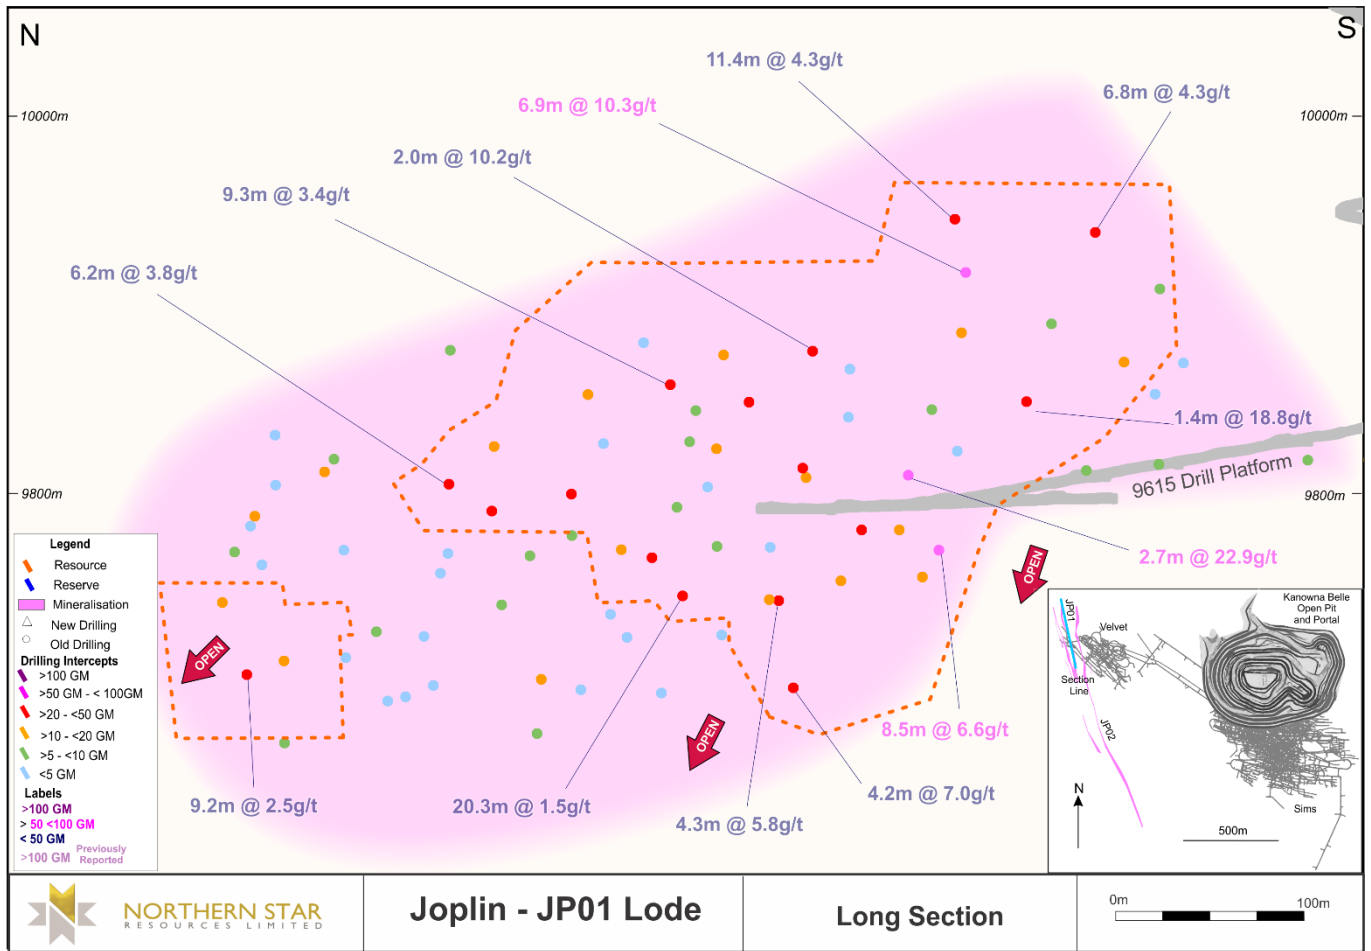 N
S
11.4m @ 4.3g/t
6.8m @ 4.3g/t
6.9m @ 10.3g/t
10000m
10000m
2.0m @ 10.2g/t
9.3m @ 3.4g/t
6.2m @ 3.8g/t
1.4m @ 18.8g/t
9615 Drill Platform
9800m
9800m
2.7m @ 22.9g/t
OPEN
OPEN
OPEN
8.5m @ 6.6g/t
4.2m @ 7.0g/t
9.2m @ 2.5g/t
20.3m @ 1.5g/t
4.3m @ 5.8g/t
Legend
Resource
Reserve
Mineralisation
New Drilling
Old Drilling
Drilling Intercepts
>100 GM
>50 GM - < 100GM
>20 - <50 GM
>10 - <20 GM
>5 - <10 GM
<5 GM
Labels
>100 GM
> 50 <100 GM
< 50 GM
>100 GM Previously Reported
JP01
Velvet
Kanowna Belle
Open Pit
and Portal
Section
Line
JP02
N
Sims
500m
NORTHERN STAR
RESOURCES LIMITED
Joplin - JP01 Lode
Long Section
0m
100m